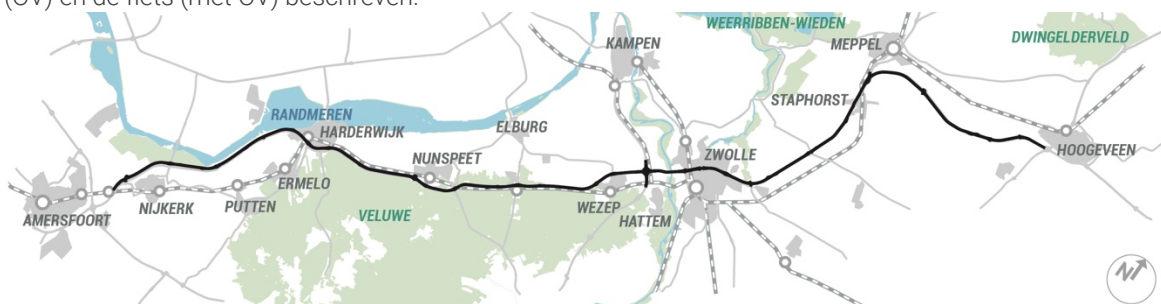 (OV) en de fiets (met OV) beschreven.
WEERRIBBEN-WIEDEN
KAMPEN
MEPPEL
DWINGELDERVELD
STAPHORST
RANDMEREN
HARDERWIJK
ELBURG
ZWOLLE
HOOGEVEEN
NUNSPEET
ERMELO
NIJKERK
PUTTEN
WEZEP
HATTEM
AMERSFOORT
VELUWE
N